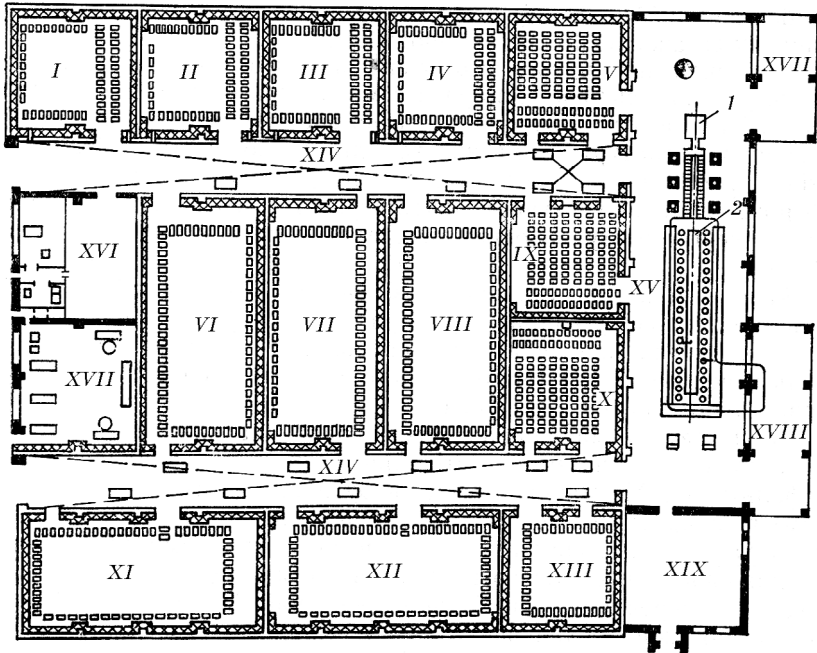 I II III IV V XVII
1
XIV
2
XVI IX XV
VI VII VIII
XVII X XVIII
XIV
XI XII XIII XIX